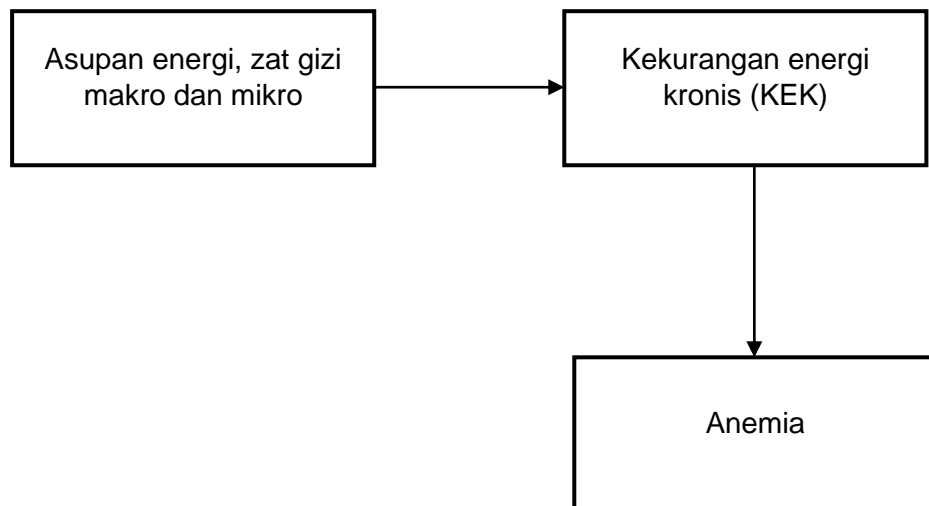 Asupan energi, zat gizi
makro dan mikro
Kekurangan energi
kronis (KEK)
Anemia